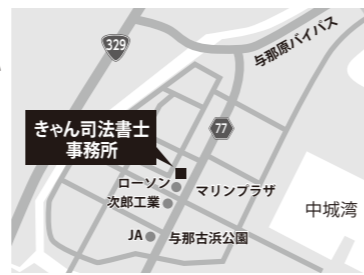 329
与那原バイパス
77
きゃん司法書士
事務所
ローソン
マリンプラザ
次郎工業
中城湾
JA
与那古浜公園